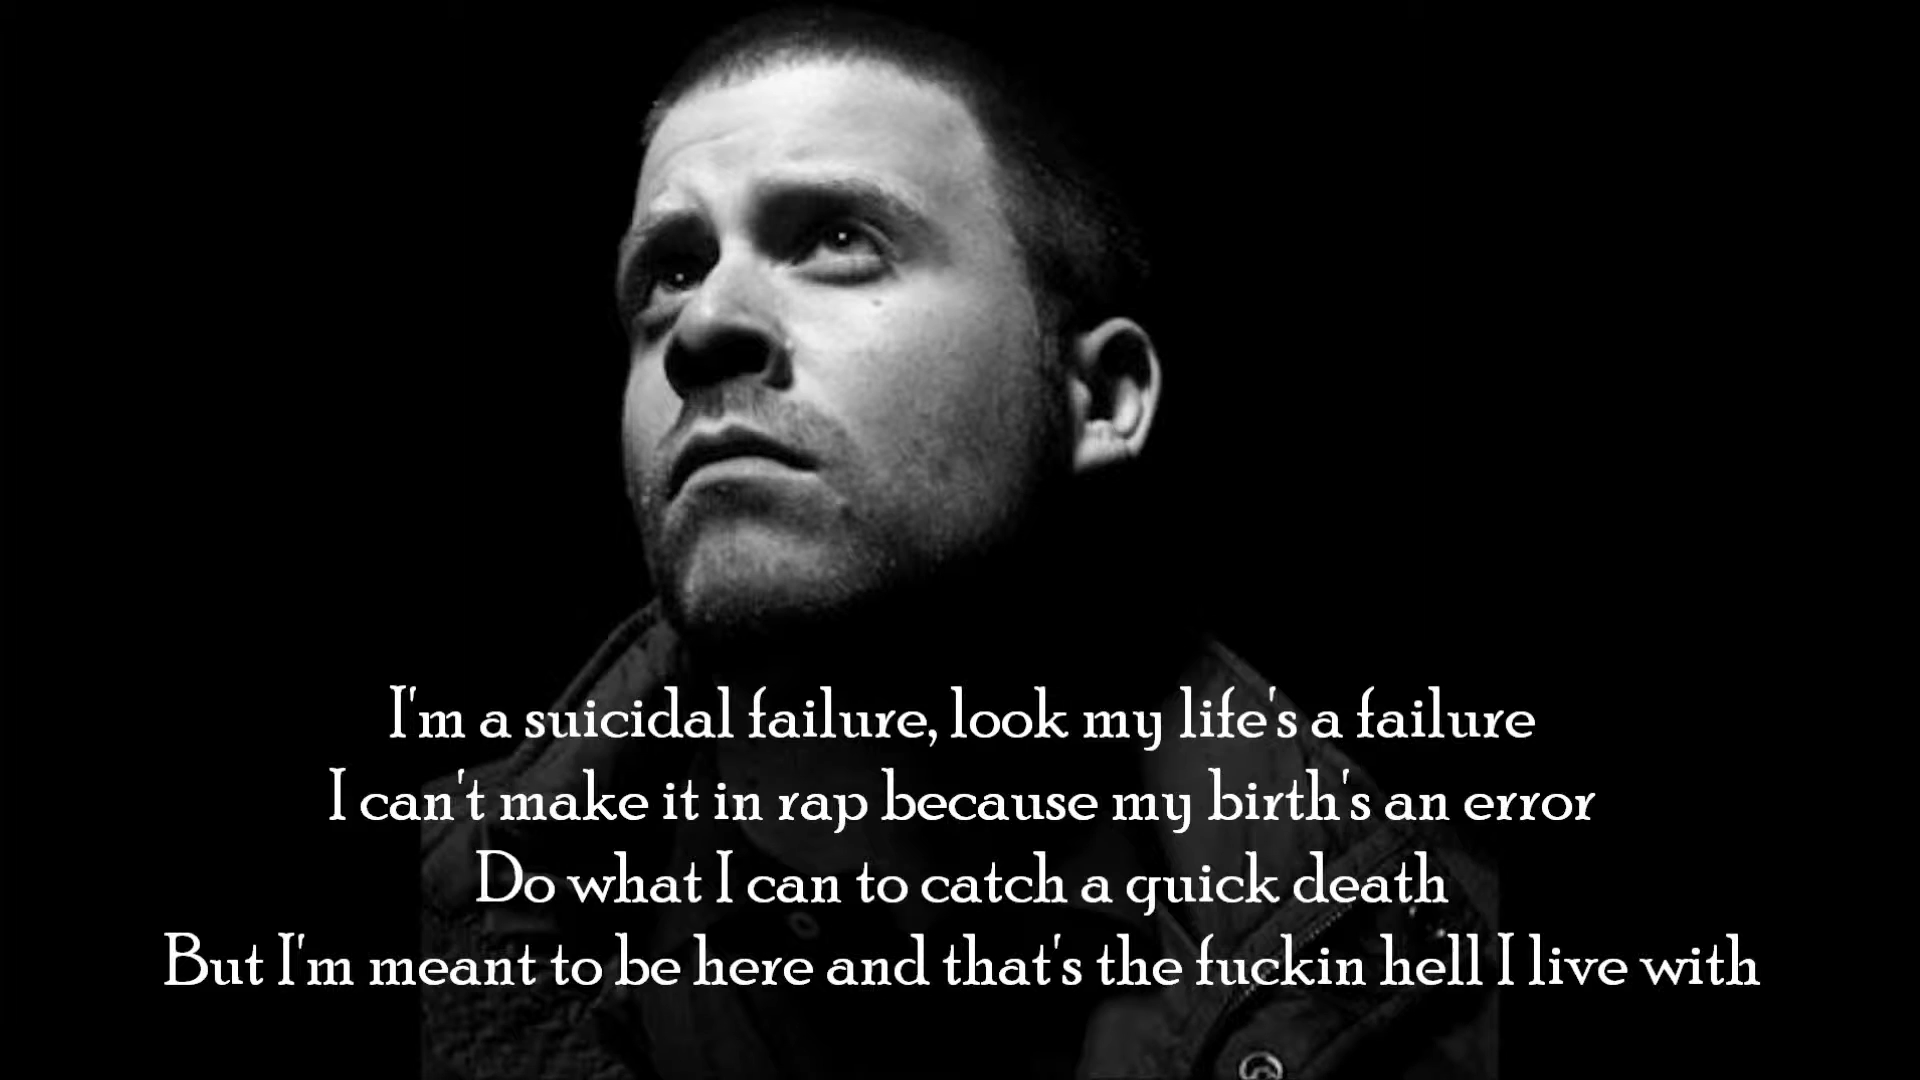 I'm a suicidal failure, look my life's a failure
I can't make it in rap because my birth's an error
Do what I can to catch a quick death
But I'm meant to be here and that's the fuckin hell I live with